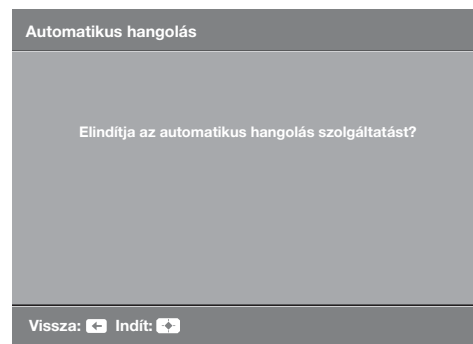 Automatikus hangolás
Elindítja az automatikus hangolás szolgáltatást?
Vissza: Indít: